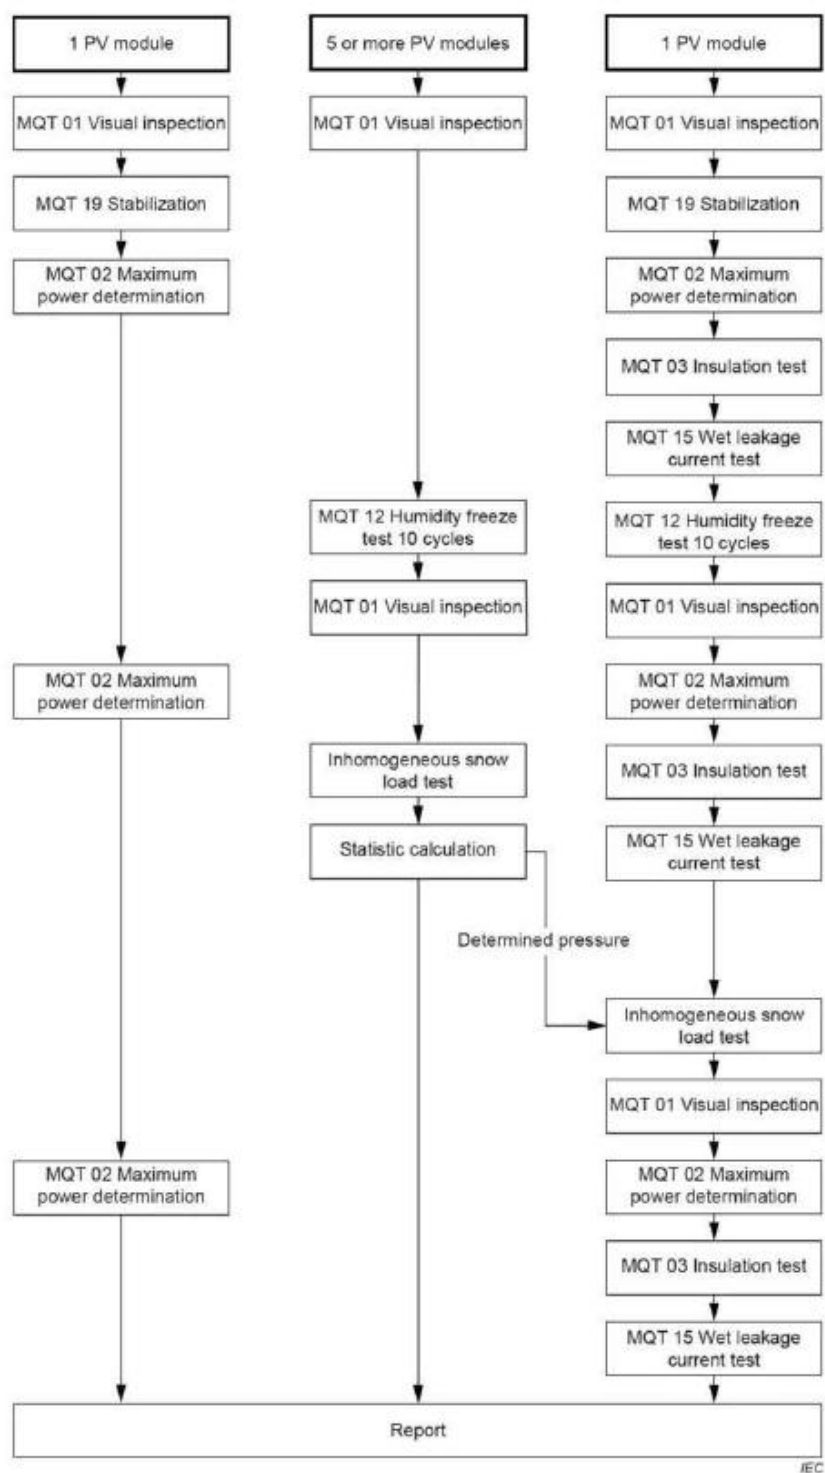 1 PV module
MQT 01 Visual inspection
MQT 19 Stabilization
MQT 02 Maximum
power determination
MQT 02 Maximum
power determination
MQT 02 Maximum
power determination
5 or more PV modules
MQT 01 Visual inspection
MQT 12 Humidity freeze
test 10 cycles
MQT 01 Visual inspection
Inhomogeneous snow
load test
Statistic calculation
Determined pressure
1 PV module
MQT 01 Visual inspection
MQT 19 Stabilization
MQT 02 Maximum
power determination
MQT 03 Insulation test
MQT 15 Wet leakage
current test
MQT 12 Humidity freeze
test 10 cycles
MQT 01 Visual inspection
MQT 02 Maximum
power determination
MQT 03 Insulation test
MQT 15 Wet leakage
current test
Inhomogeneous snow
load test
MQT 01 Visual inspection
MQT 02 Maximum
power determination
MQT 03 Insulation test
MQT 15 Wet leakage
current test
Report
IEC